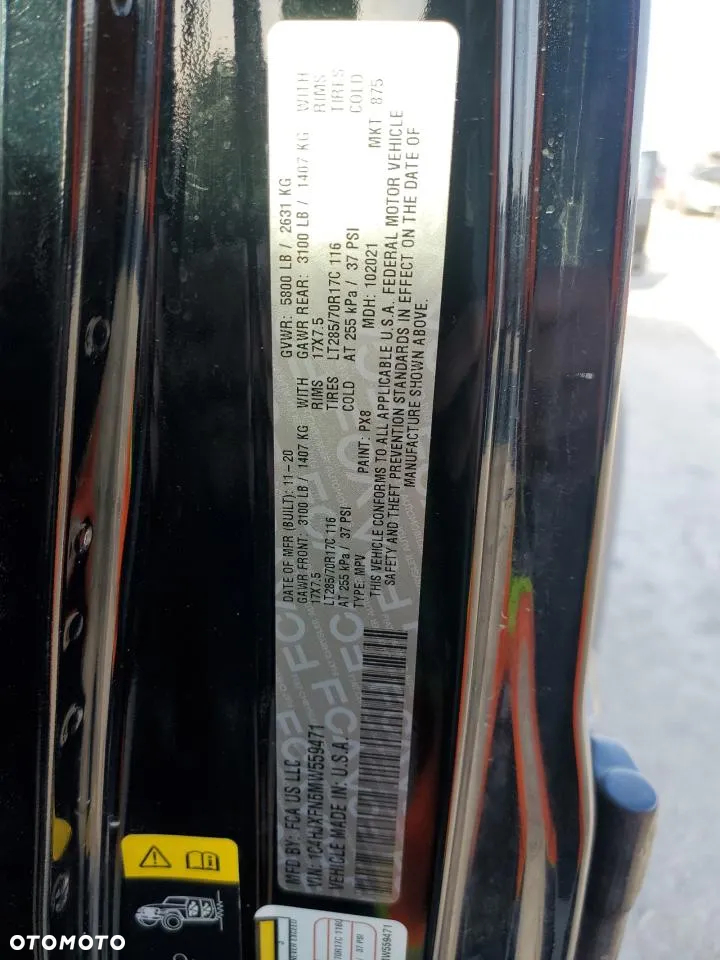 MFD BY: FCA US LLC
DATE OF MFR (BUILT): 11-20
GVWR: 5800 LB / 2631 KG
GAWR FRONT: 3100 LB / 1407 KG WITH
GAWR REAR: 3100 LB / 1407 KG WITH
17X7.5 RIMS
17X7.5 RIMS
LT285/70R17C 116 TIRES
LT285/70R17C 116 TIRES
AT 255 kPa / 37 PSI COLD
AT 255 kPa / 37 PSI COLD
VIN: 1C4HJXFN6MW559471
TYPE: MPV
PAINT: PX8
MDH: 102021
MKT 875
VEHICLE MADE IN: U.S.A.
THIS VEHICLE CONFORMS TO ALL APPLICABLE U.S.A. FEDERAL MOTOR VEHICLE
SAFETY AND THEFT PREVENTION STANDARDS IN EFFECT ON THE DATE OF
MANUFACTURE SHOWN ABOVE.
OTOMOTO